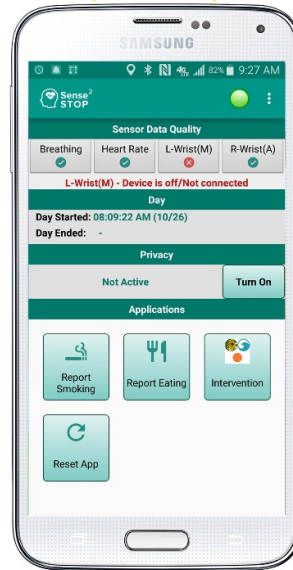 SAMSUNG
82% 9:27 AM
Sense2
STOP
Sensor Data Quality
Breathing Heart Rate L-Wrist(M) R-Wrist(A)
L-Wrist(M) - Device is off/Not connected
Day
Day Started: 08:09:22 AM (10/26)
Day Ended: -
Privacy
Not Active Turn On
Applications
Report Smoking Report Eating Intervention
Reset App